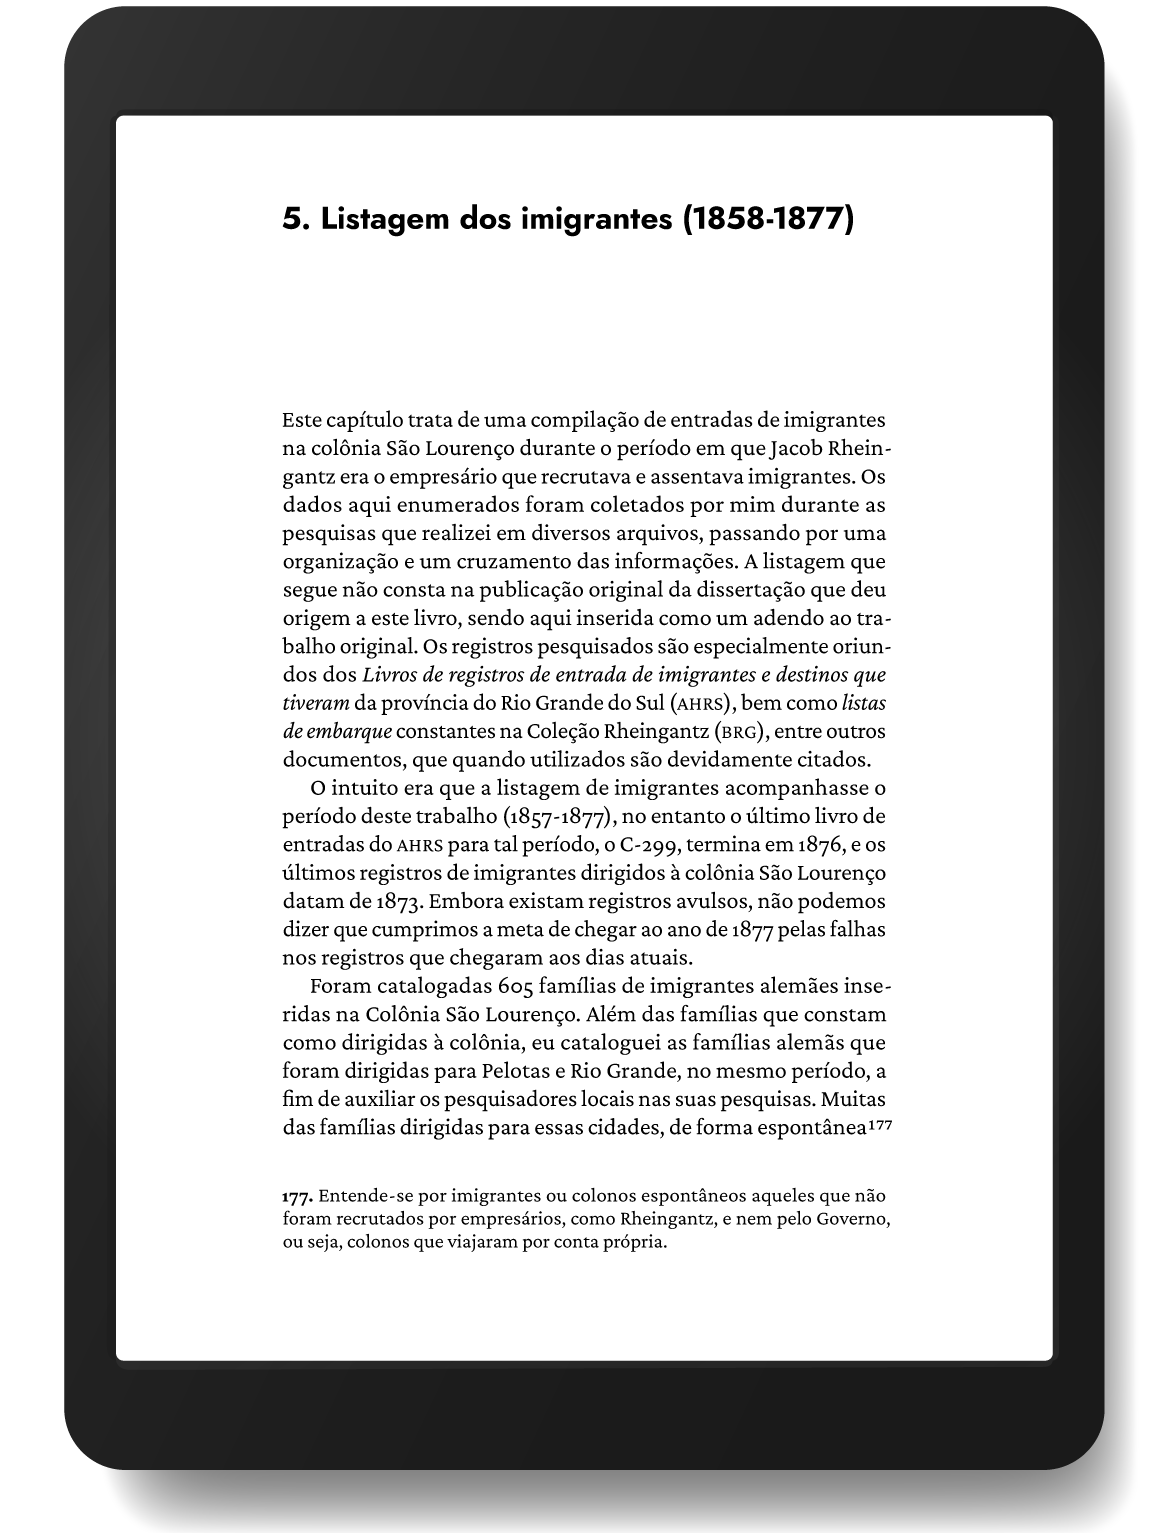 5. Listagem dos imigrantes (1858-1877)
Este capítulo trata de uma compilação de entradas de imigrantes
na colônia São Lourenço durante o período em que Jacob Rhein-
gantz era o empresário que recrutava e assentava imigrantes. Os
dados aqui enumerados foram coletados por mim durante as
pesquisas que realizei em diversos arquivos, passando por uma
organização e um cruzamento das informações. A listagem que
segue não consta na publicação original da dissertação que deu
origem a este livro, sendo aqui inserida como um adendo ao tra-
balho original. Os registros pesquisados são especialmente oriun-
dos dos Livros de registros de entrada de imigrantes e destinos que
tiveram da província do Rio Grande do Sul (AHRS), bem como listas
de embarque constantes na Coleção Rheingantz (BRG), entre outros
documentos, que quando utilizados são devidamente citados.
O intuito era que a listagem de imigrantes acompanhasse o
período deste trabalho (1857-1877), no entanto o último livro de
entradas do AHRS para tal período, o C-299, termina em 1876, e os
últimos registros de imigrantes dirigidos à colônia São Lourenço
datam de 1873. Embora existam registros avulsos, não podemos
dizer que cumprimos a meta de chegar ao ano de 1877 pelas falhas
nos registros que chegaram aos dias atuais.
Foram catalogadas 605 famílias de imigrantes alemães inse-
ridas na Colônia São Lourenço. Além das famílias que constam
como dirigidas à colônia, eu cataloguei as famílias alemãs que
foram dirigidas para Pelotas e Rio Grande, no mesmo período, a
fim de auxiliar os pesquisadores locais nas suas pesquisas. Muitas
das famílias dirigidas para essas cidades, de forma espontânea¹⁷⁷
177. Entende-se por imigrantes ou colonos espontâneos aqueles que não
foram recrutados por empresários, como Rheingantz, e nem pelo Governo,
ou seja, colonos que viajaram por conta própria.